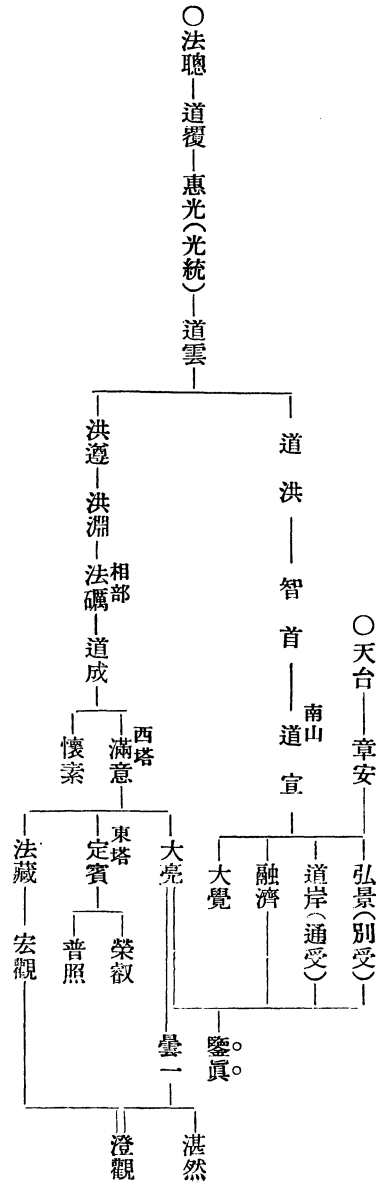 ○天台━章安
○法聰━道覆━惠光(光統)━道雲
道洪━智首━道宣
南山
弘景(別受)
道岸(通受)
融濟
大覺
鑒眞
洪遵━洪淵━法礪━道成
相部
滿意
西塔
懷素
大亮
定賓
東塔
法藏━宏觀
榮叡
普照
曇一
湛然
澄觀